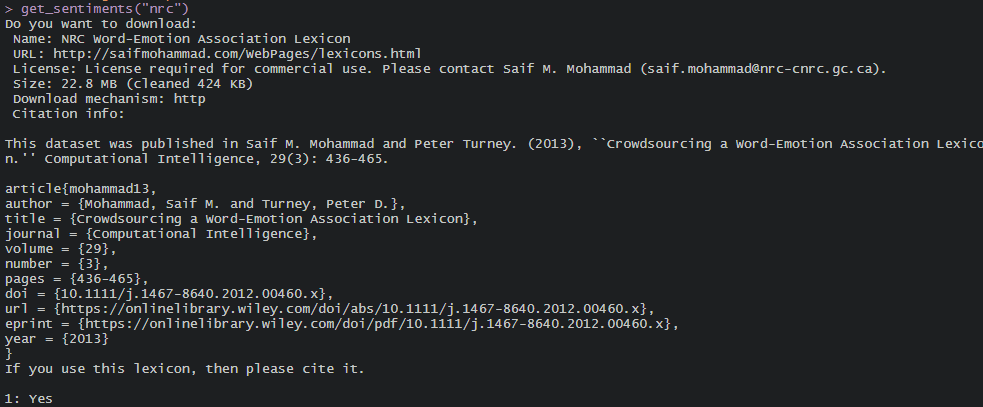 > get_sentiments("nrc")
Do you want to download:
 Name: NRC Word-Emotion Association Lexicon
 URL: http://saifmohammad.com/WebPages/lexicons.html
 License: License required for commercial use. Please contact Saif M. Mohammad (saif.mohammad@nrc-cnrc.gc.ca).
 Size: 22.8 MB (cleaned 424 KB)
 Download mechanism: http
 Citation info:

This dataset was published in Saif M. Mohammad and Peter Turney. (2013), ``Crowdsourcing a Word-Emotion Association Lexico
n.'' Computational Intelligence, 29(3): 436-465.

article{mohammad13,
author = {Mohammad, Saif M. and Turney, Peter D.},
title = {Crowdsourcing a Word-Emotion Association Lexicon},
journal = {Computational Intelligence},
volume = {29},
number = {3},
pages = {436-465},
doi = {10.1111/j.1467-8640.2012.00460.x},
url = {https://onlinelibrary.wiley.com/doi/abs/10.1111/j.1467-8640.2012.00460.x},
eprint = {https://onlinelibrary.wiley.com/doi/pdf/10.1111/j.1467-8640.2012.00460.x},
year = {2013}
}
If you use this lexicon, then please cite it.

1: Yes